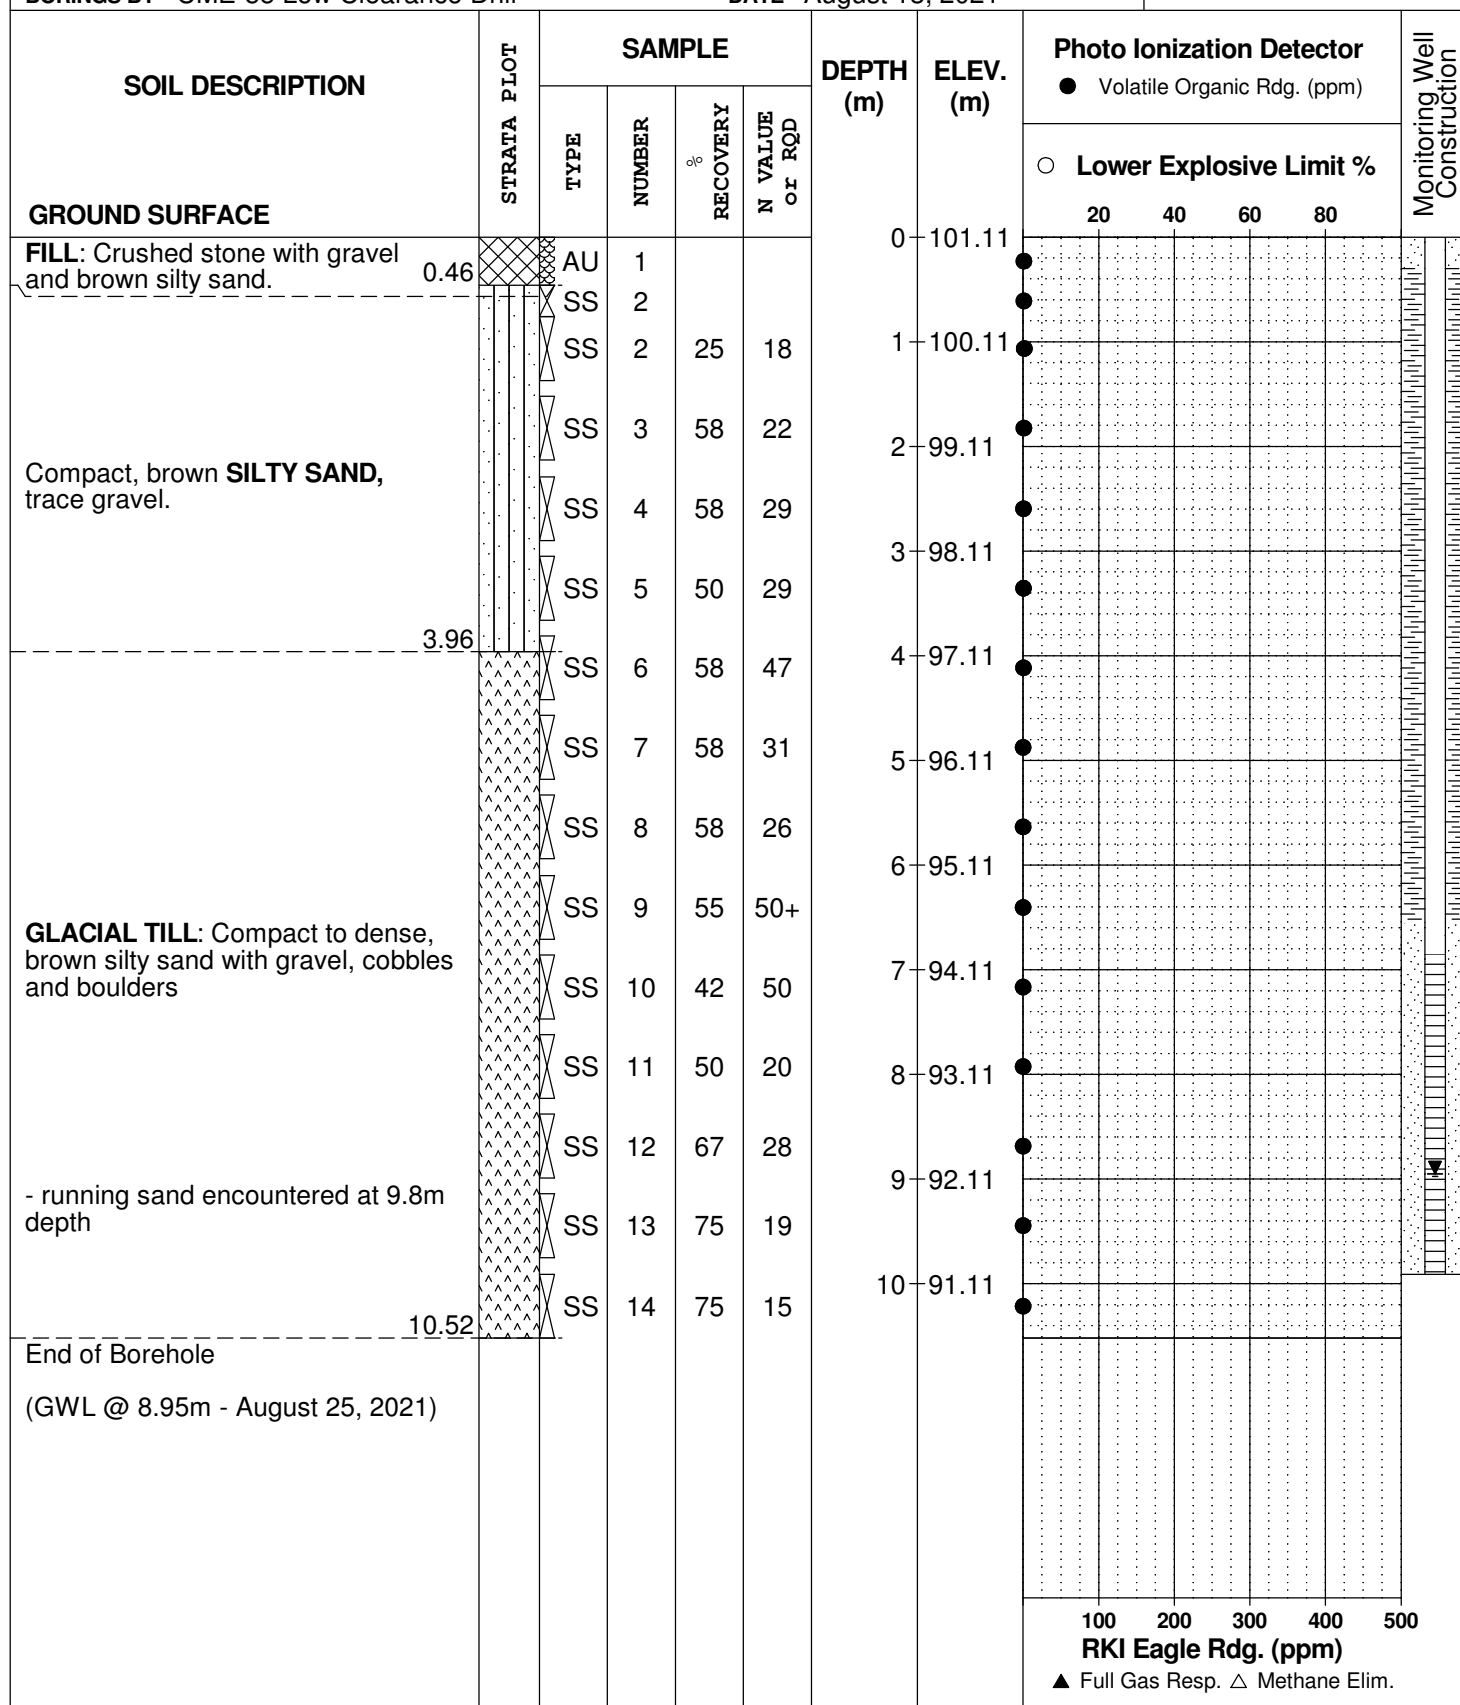 SOIL DESCRIPTION
GROUND SURFACE
STRATA PLOT
SAMPLE
TYPE
NUMBER
% RECOVERY
N VALUE or RQD
DEPTH (m)
ELEV. (m)
Photo Ionization Detector
● Volatile Organic Rdg. (ppm)
○ Lower Explosive Limit %
20 40 60 80
Monitoring Well Construction
0 101.11
FILL: Crushed stone with gravel
and brown silty sand. 0.46
AU 1
SS 2
SS 2 25 18
1 100.11
SS 3 58 22
2 99.11
Compact, brown SILTY SAND,
trace gravel.
SS 4 58 29
3 98.11
SS 5 50 29
3.96
4 97.11
SS 6 58 47
SS 7 58 31
5 96.11
SS 8 58 26
6 95.11
SS 9 55 50+
GLACIAL TILL: Compact to dense,
brown silty sand with gravel, cobbles
and boulders
7 94.11
SS 10 42 50
SS 11 50 20
8 93.11
SS 12 67 28
9 92.11
- running sand encountered at 9.8m
depth
SS 13 75 19
10 91.11
SS 14 75 15
10.52
End of Borehole
(GWL @ 8.95m - August 25, 2021)
100 200 300 400 500
RKI Eagle Rdg. (ppm)
▲ Full Gas Resp. △ Methane Elim.